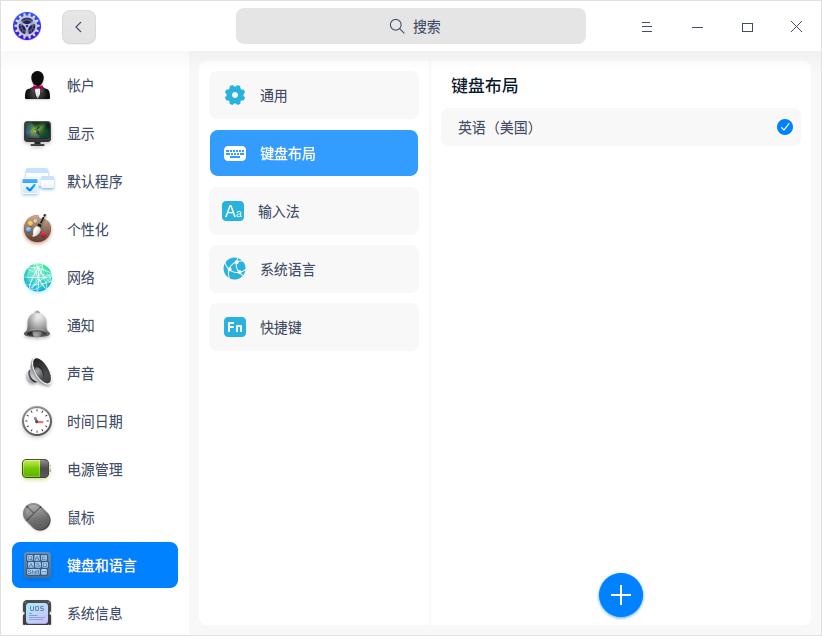 搜索
帐户
显示
默认程序
个性化
网络
通知
声音
时间日期
电源管理
鼠标
键盘和语言
系统信息
通用
键盘布局
Aa 输入法
系统语言
Fn 快捷键
键盘布局
英语（美国）
UOS